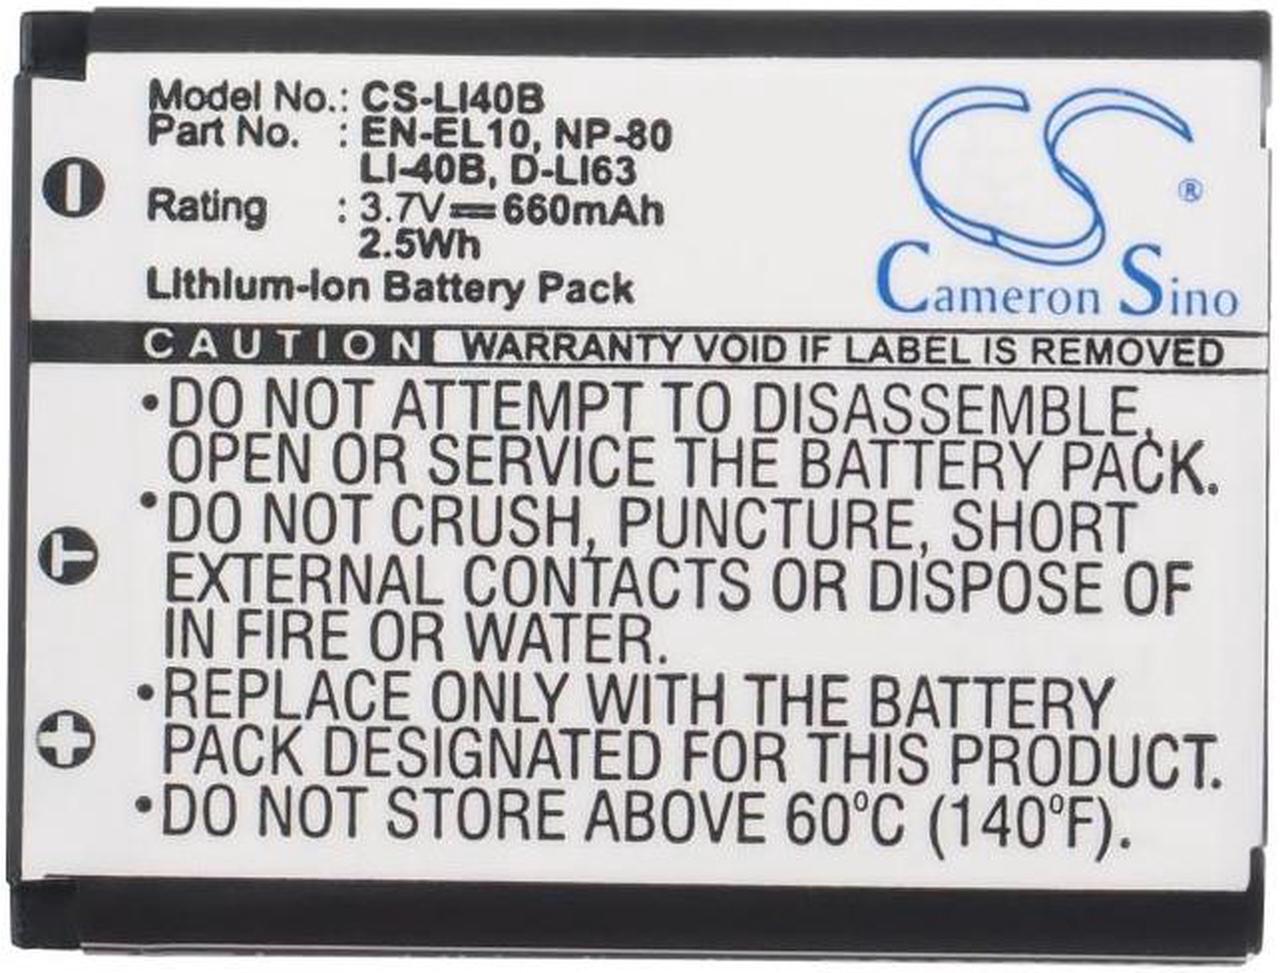 Model No.: CS-LI40B
Part No. : EN-EL10, NP-80
LI-40B, D-LI63
Rating : 3.7V⎓660mAh
2.5Wh
Lithium-Ion Battery Pack
CS®
Cameron Sino
CAUTION WARRANTY VOID IF LABEL IS REMOVED
•DO NOT ATTEMPT TO DISASSEMBLE,
OPEN OR SERVICE THE BATTERY PACK.
•DO NOT CRUSH, PUNCTURE, SHORT
EXTERNAL CONTACTS OR DISPOSE OF
IN FIRE OR WATER.
•REPLACE ONLY WITH THE BATTERY
PACK DESIGNATED FOR THIS PRODUCT.
•DO NOT STORE ABOVE 60°C (140°F).
−
T
+